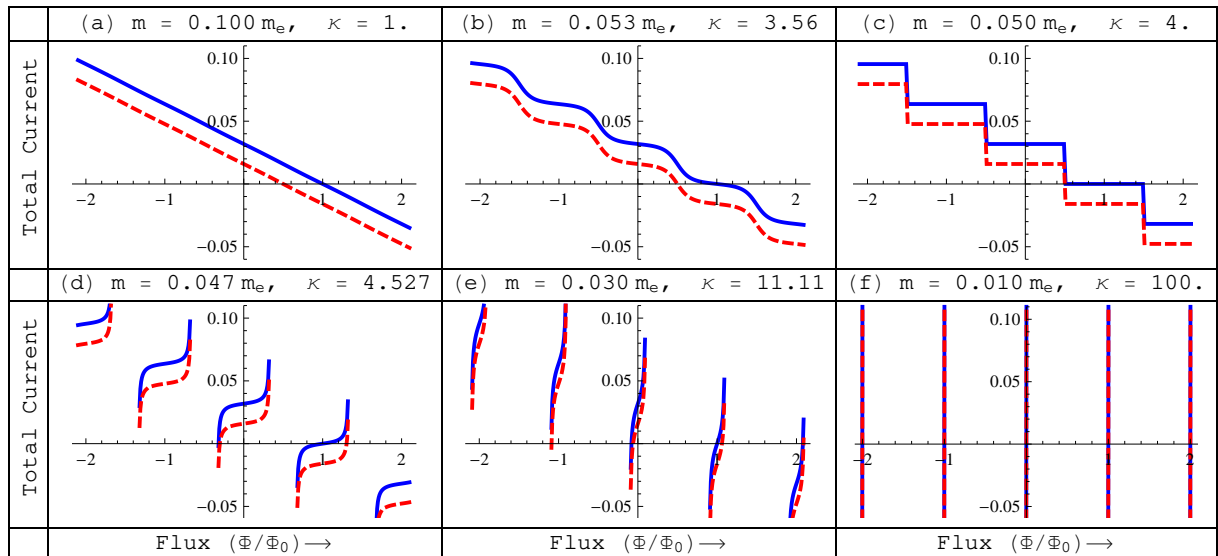 (a) m = 0.100 mₑ, κ = 1.
(b) m = 0.053 mₑ, κ = 3.56
(c) m = 0.050 mₑ, κ = 4.
Total Current
0.10
0.05
-0.05
-2 -1 1 2
0.10
0.05
-0.05
-2 -1 1 2
0.10
0.05
-0.05
-2 -1 1 2
(d) m = 0.047 mₑ, κ = 4.527
(e) m = 0.030 mₑ, κ = 11.11
(f) m = 0.010 mₑ, κ = 100.
Total Current
0.10
0.05
-0.05
-2 -1 1 2
0.10
0.05
-0.05
-2 -1 1 2
0.10
0.05
-0.05
-2 -1 1 2
Flux (Φ/Φ₀)→
Flux (Φ/Φ₀)→
Flux (Φ/Φ₀)→